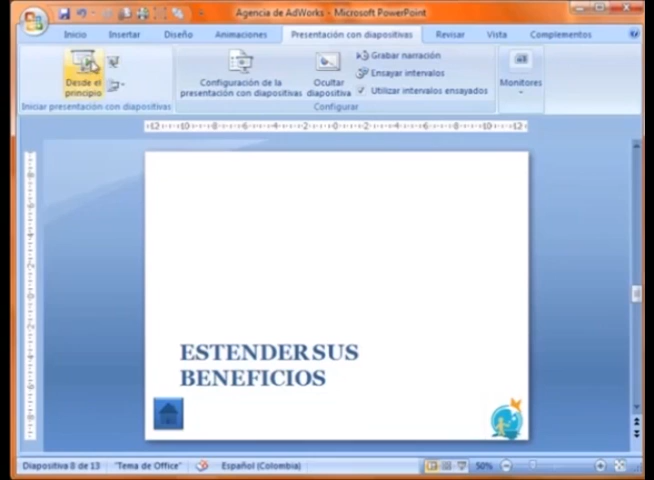 Agencia de AdWorks - Microsoft PowerPoint
Inicio Insertar Diseño Animaciones Presentación con diapositivas Revisar Vista Complementos
Desde el principio
Configuración de la presentación con diapositivas
Ocultar diapositiva
Grabar narración
Ensayar intervalos
Utilizar intervalos ensayados
Monitores
Iniciar presentación con diapositivas
Configurar
ESTENDER SUS
BENEFICIOS
Diapositiva 8 de 13 "Tema de Office" Español (Colombia) 50%